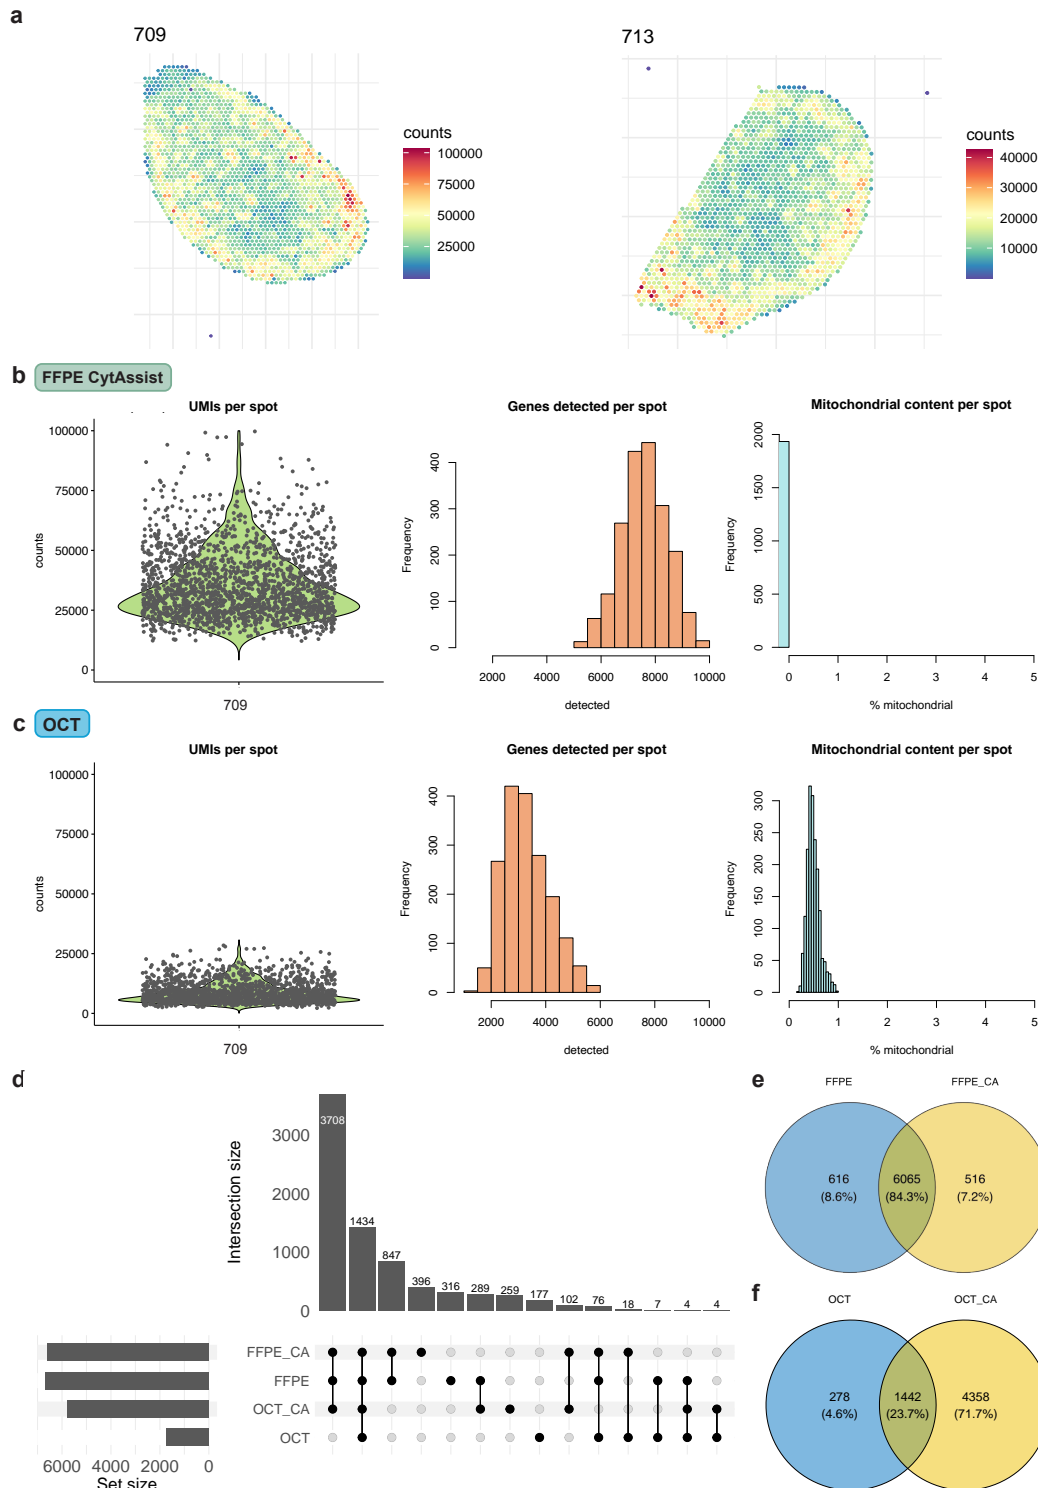 a
709
713
counts
100000
75000
50000
25000
counts
40000
30000
20000
10000
b FFPE CytAssist
UMIs per spot
Genes detected per spot
Mitochondrial content per spot
counts
100000
75000
50000
25000
0
709
Frequency
0 100 200 300 400
2000 4000 6000 8000 10000
detected
Frequency
0 500 1000 1500 2000
0 1 2 3 4 5
% mitochondrial
c OCT
UMIs per spot
Genes detected per spot
Mitochondrial content per spot
counts
100000
75000
50000
25000
0
709
Frequency
0 100 200 300 400
2000 4000 6000 8000 10000
detected
Frequency
0 50 100 150 200 250 300
0 1 2 3 4 5
% mitochondrial
d
Intersection size
3000
2000
1000
0
3708
1434
847
396
316
289
259
177
102
76
18
7
4
4
FFPE_CA
FFPE
OCT_CA
OCT
6000 4000 2000 0
Set size
e
FFPE
FFPE_CA
616
(8.6%)
6065
(84.3%)
516
(7.2%)
f
OCT
OCT_CA
278
(4.6%)
1442
(23.7%)
4358
(71.7%)